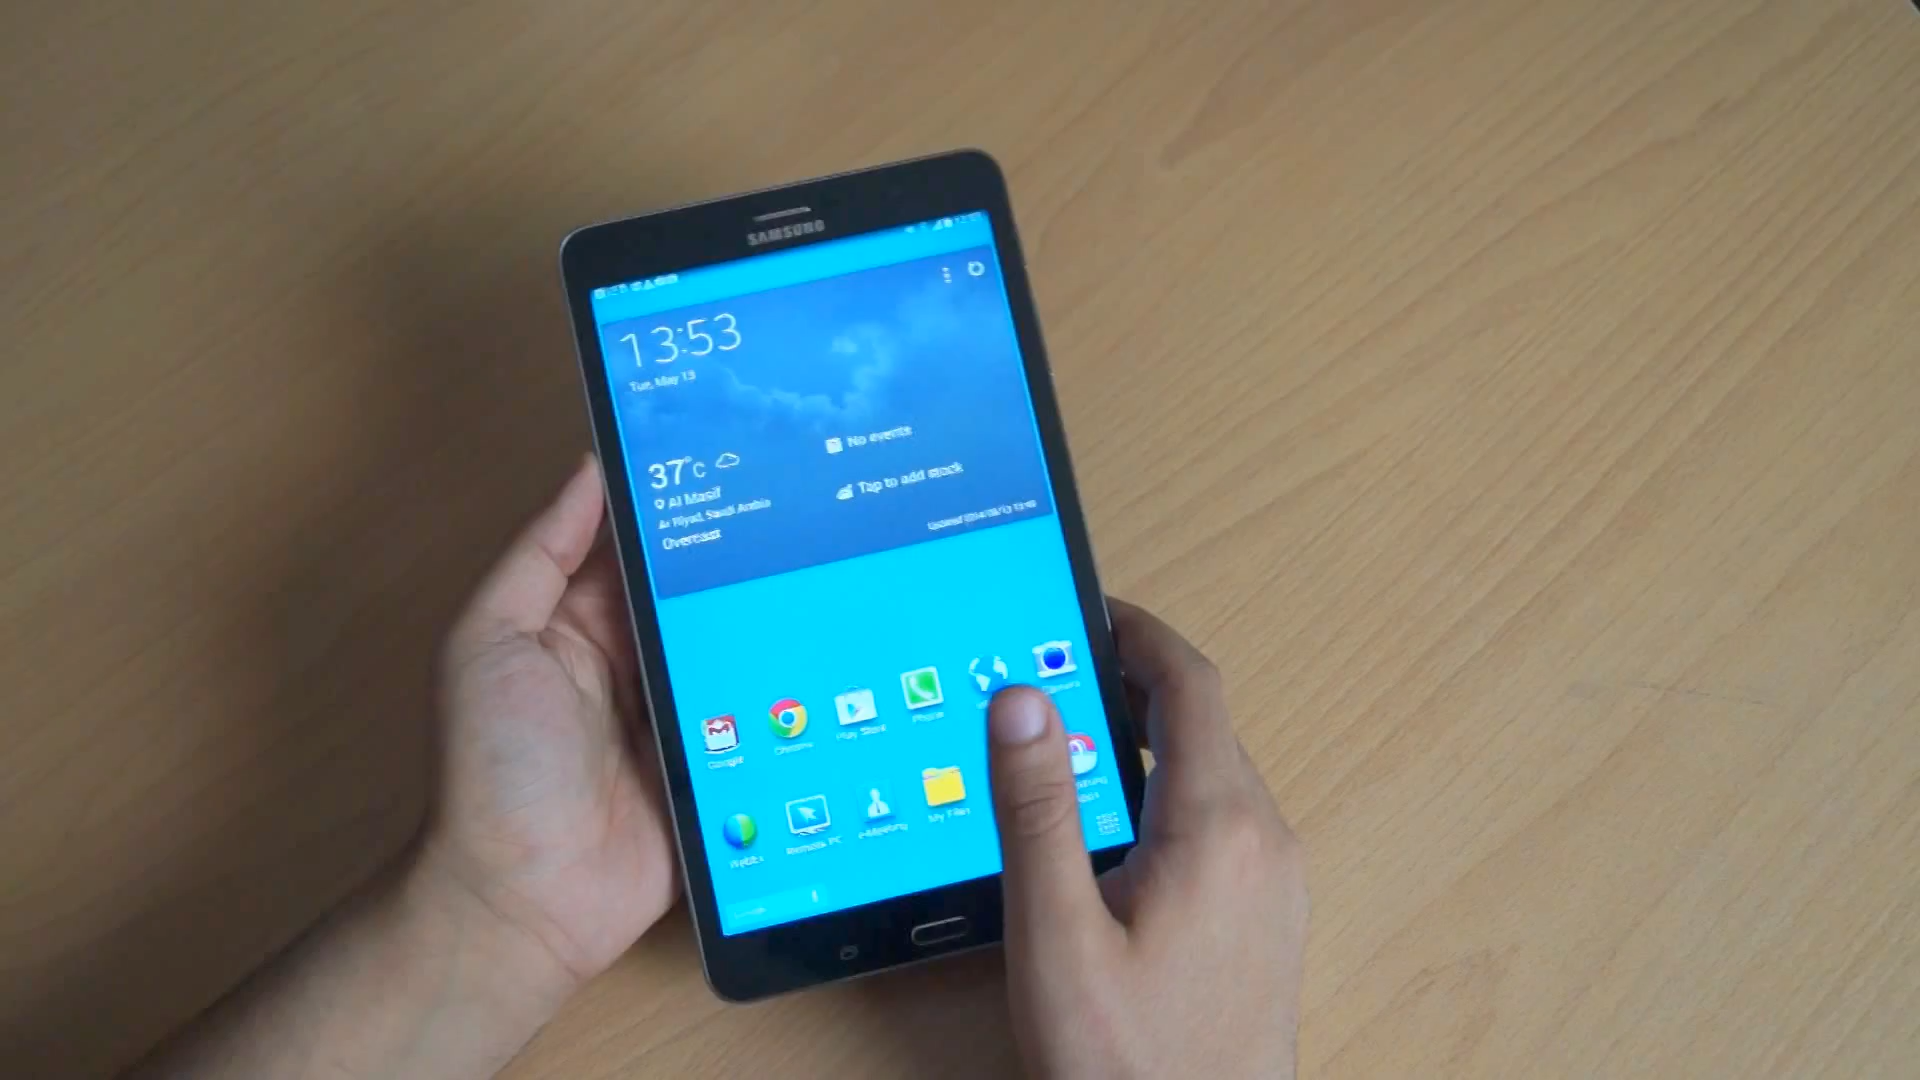 SAMSUNG
13:53
Tue, May 13
No events
37°C
Tap to add stock
Al Masif
Ar Riyad, Saudi Arabia
Overcast
Camera
Phone
Play Store
Chrome
Google
My Files
e-Meeting
Remote PC
WebEx